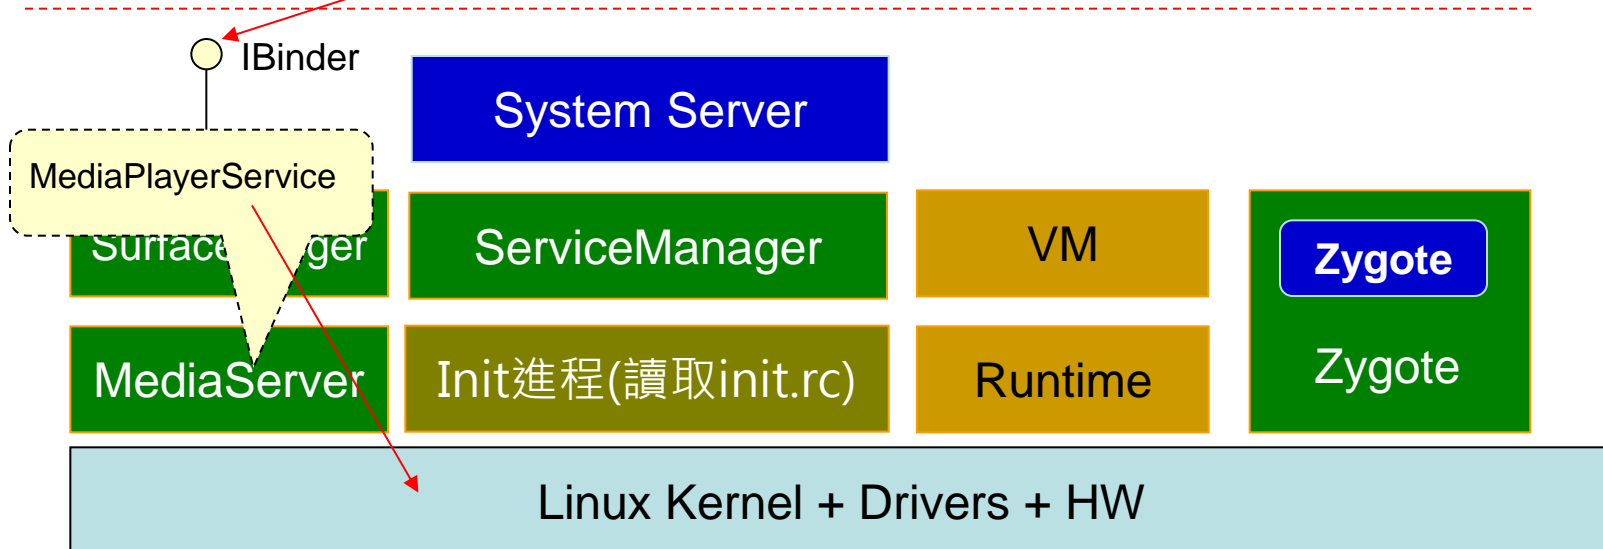 IBinder
System Server
MediaPlayerService
ServiceManager
VM
Zygote
MediaServer
Init進程(讀取init.rc)
Runtime
Zygote
Linux Kernel + Drivers + HW